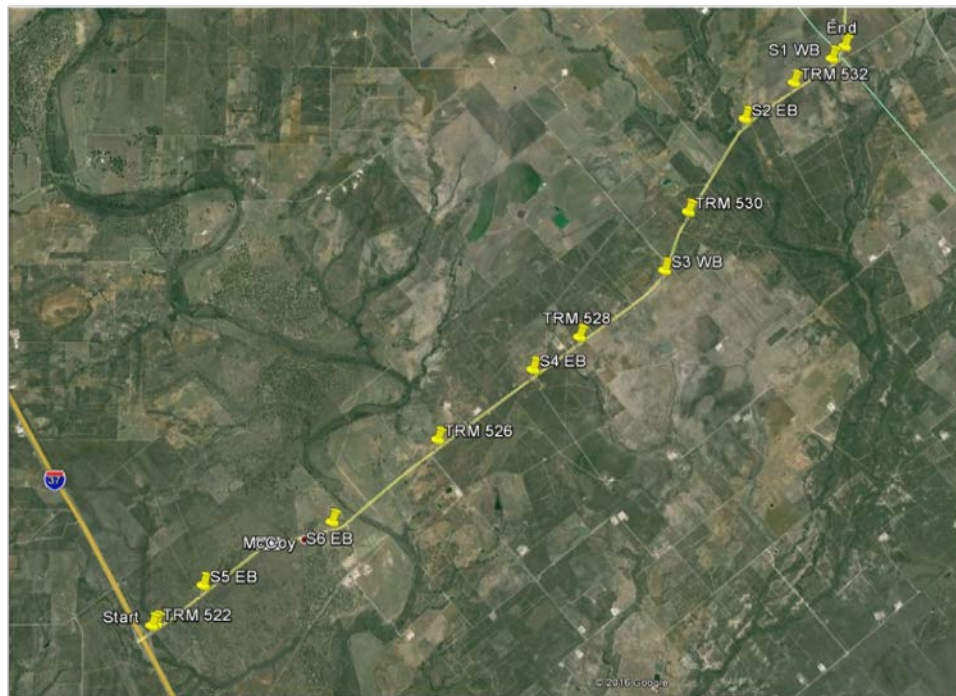 End
S1 WB
TRM 532
S2 EB
TRM 530
S3 WB
TRM 528
S4 EB
TRM 526
37
McCoy
S6 EB
S5 EB
Start
TRM 522
© 2016 Google